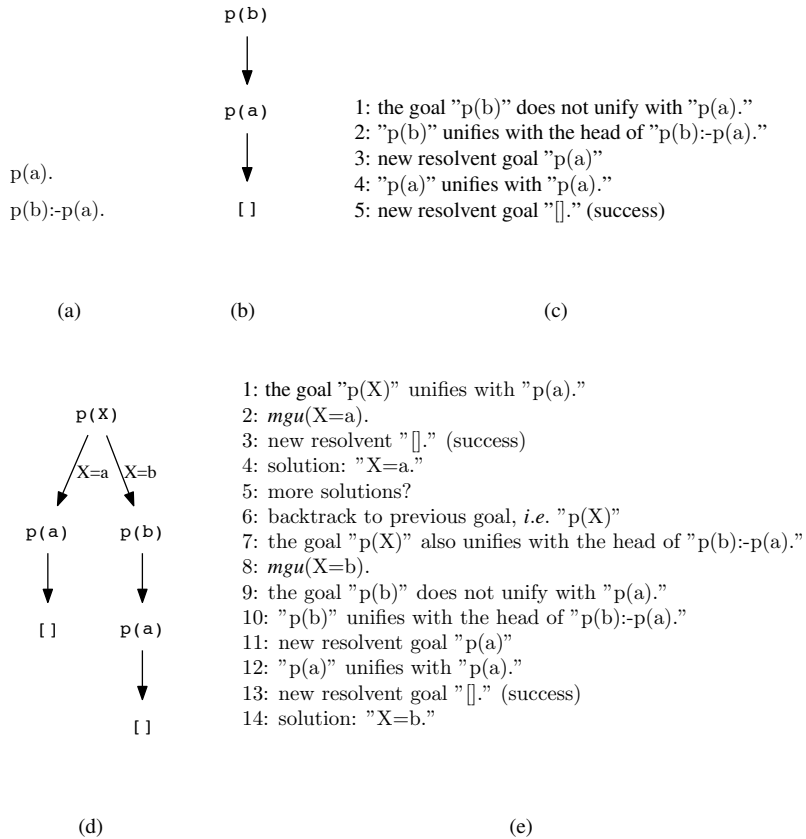 p(b)
p(a)
[]
p(a).
p(b):-p(a).
1: the goal ”p(b)” does not unify with ”p(a).”
2: ”p(b)” unifies with the head of ”p(b):-p(a).”
3: new resolvent goal ”p(a)”
4: ”p(a)” unifies with ”p(a).”
5: new resolvent goal ”[].” (success)
(a)
(b)
(c)
p(X)
X=a X=b
p(a) p(b)
[] p(a)
[]
1: the goal ”p(X)” unifies with ”p(a).”
2: mgu(X=a).
3: new resolvent ”[].” (success)
4: solution: ”X=a.”
5: more solutions?
6: backtrack to previous goal, i.e. ”p(X)”
7: the goal ”p(X)” also unifies with the head of ”p(b):-p(a).”
8: mgu(X=b).
9: the goal ”p(b)” does not unify with ”p(a).”
10: ”p(b)” unifies with the head of ”p(b):-p(a).”
11: new resolvent goal ”p(a)”
12: ”p(a)” unifies with ”p(a).”
13: new resolvent goal ”[].” (success)
14: solution: ”X=b.”
(d)
(e)